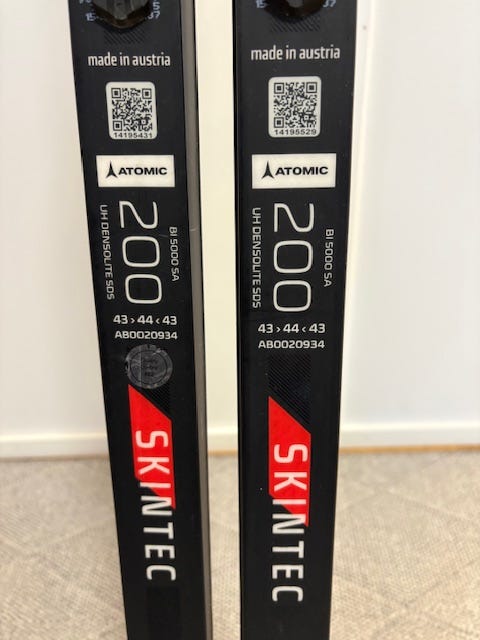 made in austria
14195431
ATOMIC
200
BI 5000 SA
UH DENSOLITE SDS
43 > 44 < 43
AB0020934
SKINTEC
made in austria
14195529
ATOMIC
200
BI 5000 SA
UH DENSOLITE SDS
43 > 44 < 43
AB0020934
SKINTEC